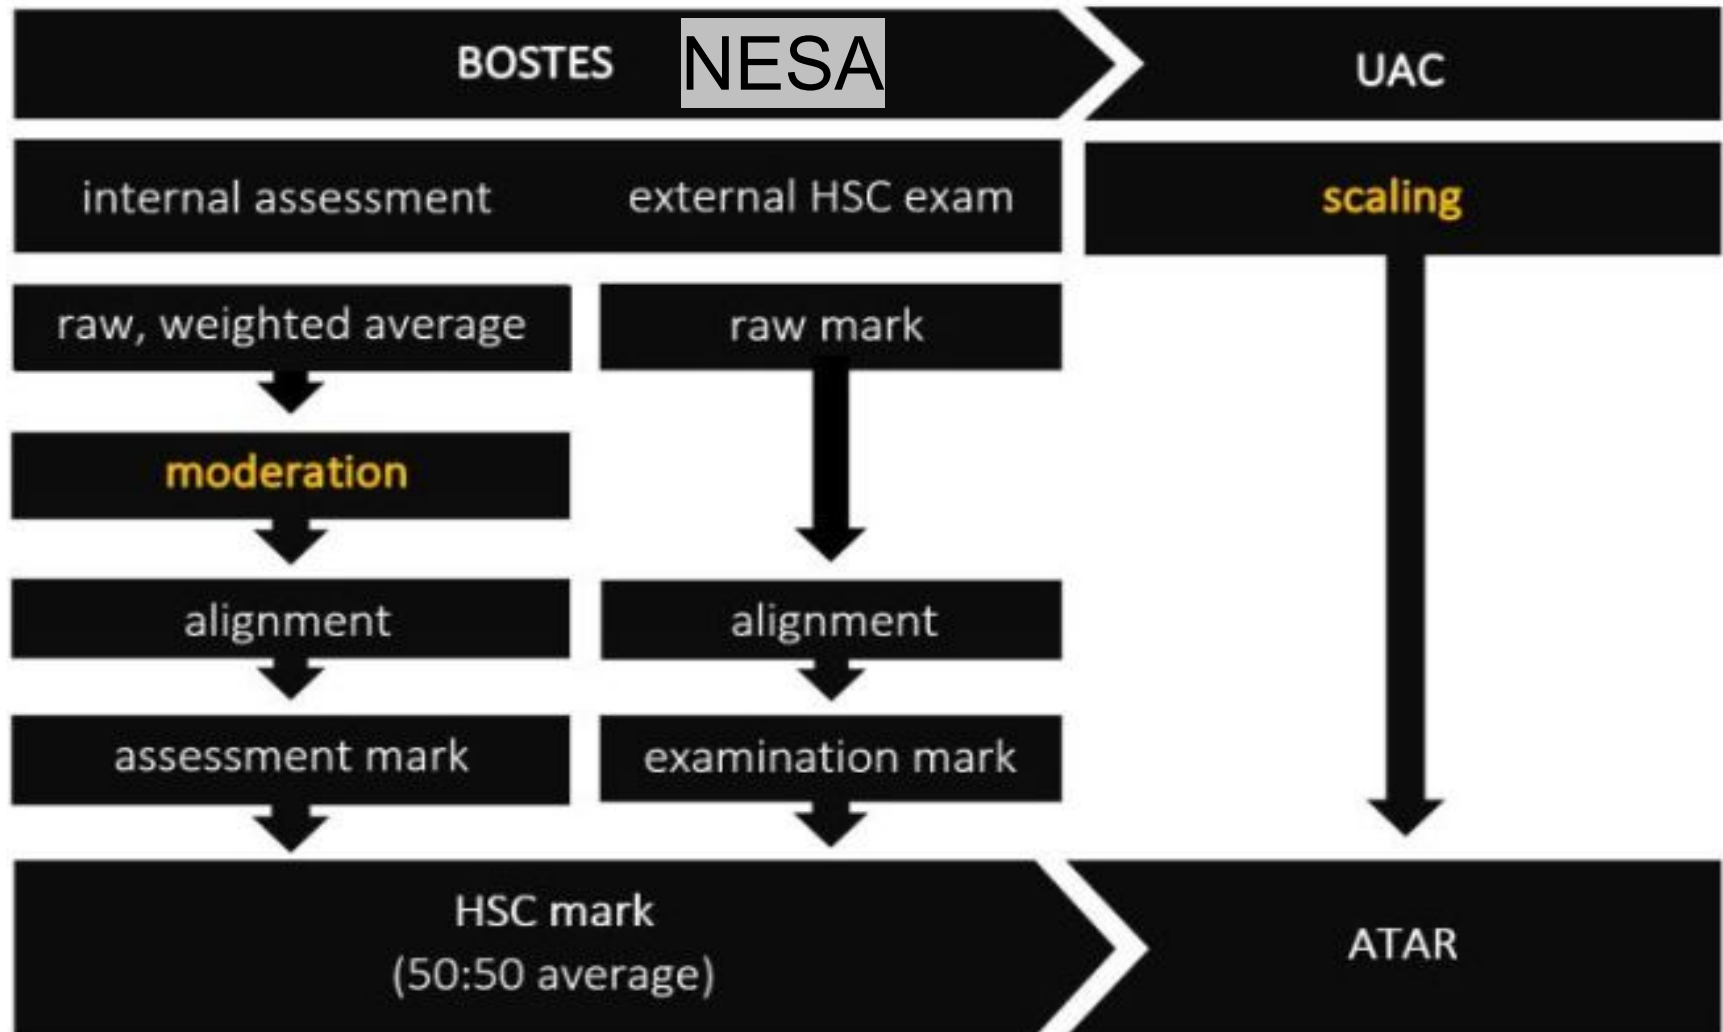 BOSTES NESA
UAC
internal assessment
external HSC exam
scaling
raw, weighted average
raw mark
moderation
alignment
alignment
assessment mark
examination mark
HSC mark
(50:50 average)
ATAR